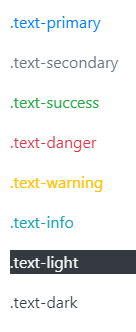 .text-primary
.text-secondary
.text-success
.text-danger
.text-warning
.text-info
.text-light
.text-dark